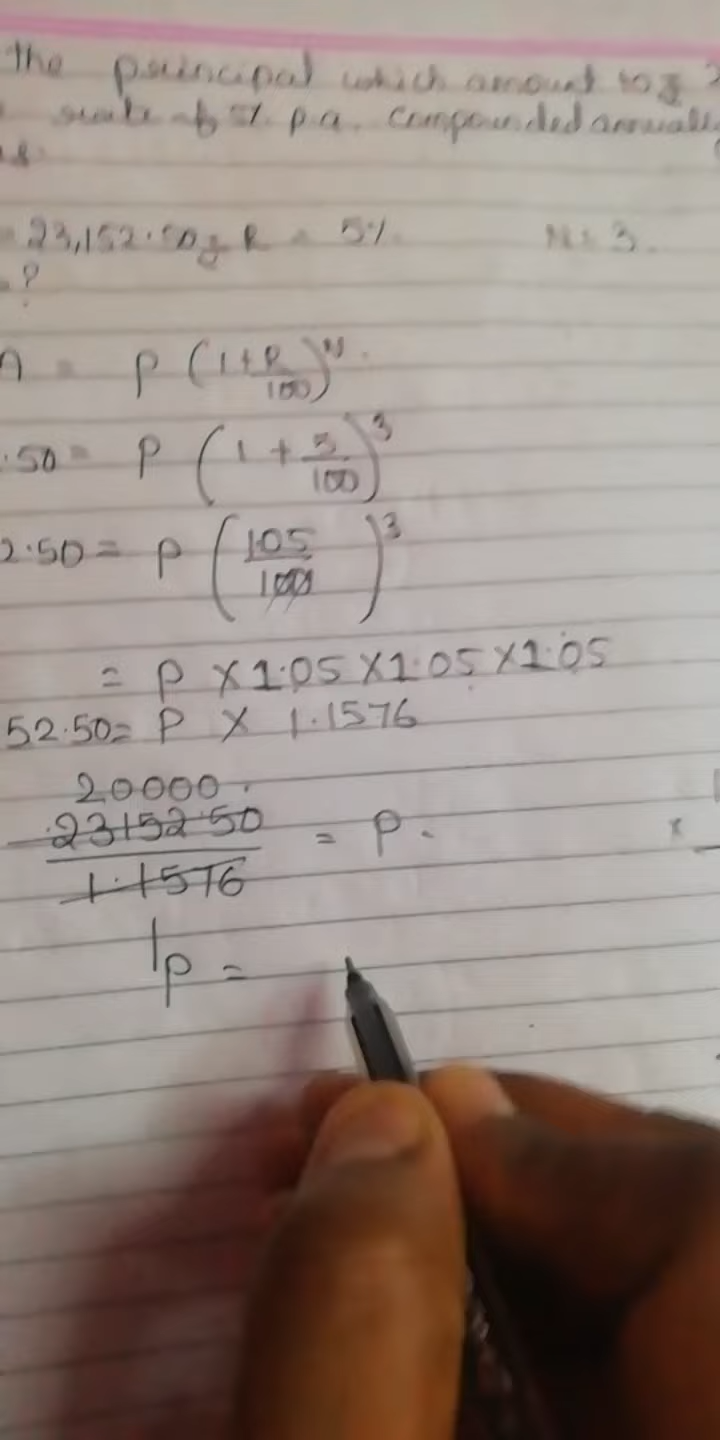 the principal which amount to ₹ 2
rate of 5% p.a. compounded annually
= 23,152.50 R = 5% N = 3.
= ?
A = P (1+R/100)^N.
.50 = P (1 + 5/100)^3
2.50 = P (105/100)^3
= P X 1.05 X 1.05 X 1.05
52.50 = P X 1.1576
20000.
23152.50/1.1576 = P.
1
P =
x